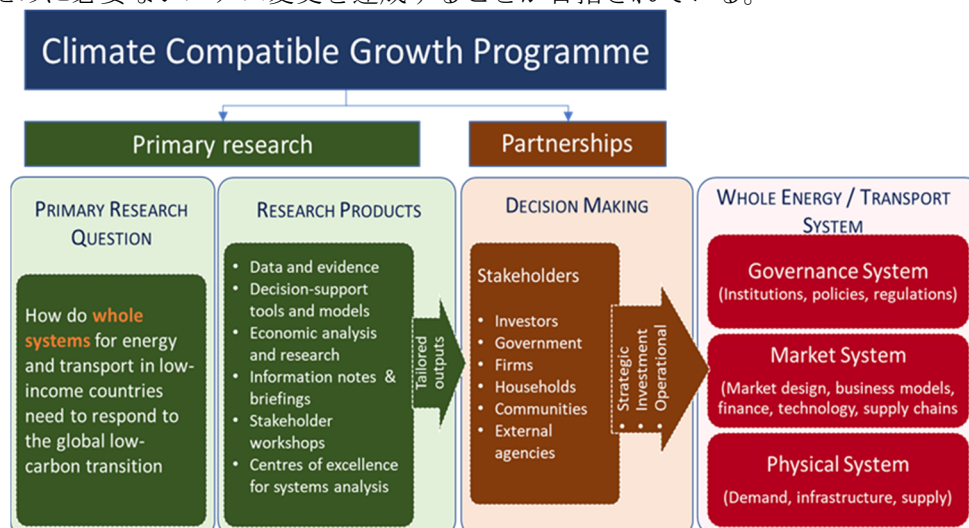 Climate Compatible Growth Programme
Primary research
Partnerships
PRIMARY RESEARCH
QUESTION
How do whole
systems for energy
and transport in low-
income countries
need to respond to
the global low-
carbon transition
RESEARCH PRODUCTS
• Data and evidence
• Decision-support
tools and models
• Economic analysis
and research
• Information notes &
briefings
• Stakeholder
workshops
• Centres of excellence
for systems analysis
Tailored
outputs
DECISION MAKING
Stakeholders
• Investors
• Government
• Firms
• Households
• Communities
• External
agencies
• Strategic
• Investment
• Operational
WHOLE ENERGY / TRANSPORT
SYSTEM
Governance System
(Institutions, policies, regulations)
Market System
(Market design, business models,
finance, technology, supply chains
Physical System
(Demand, infrastructure, supply)